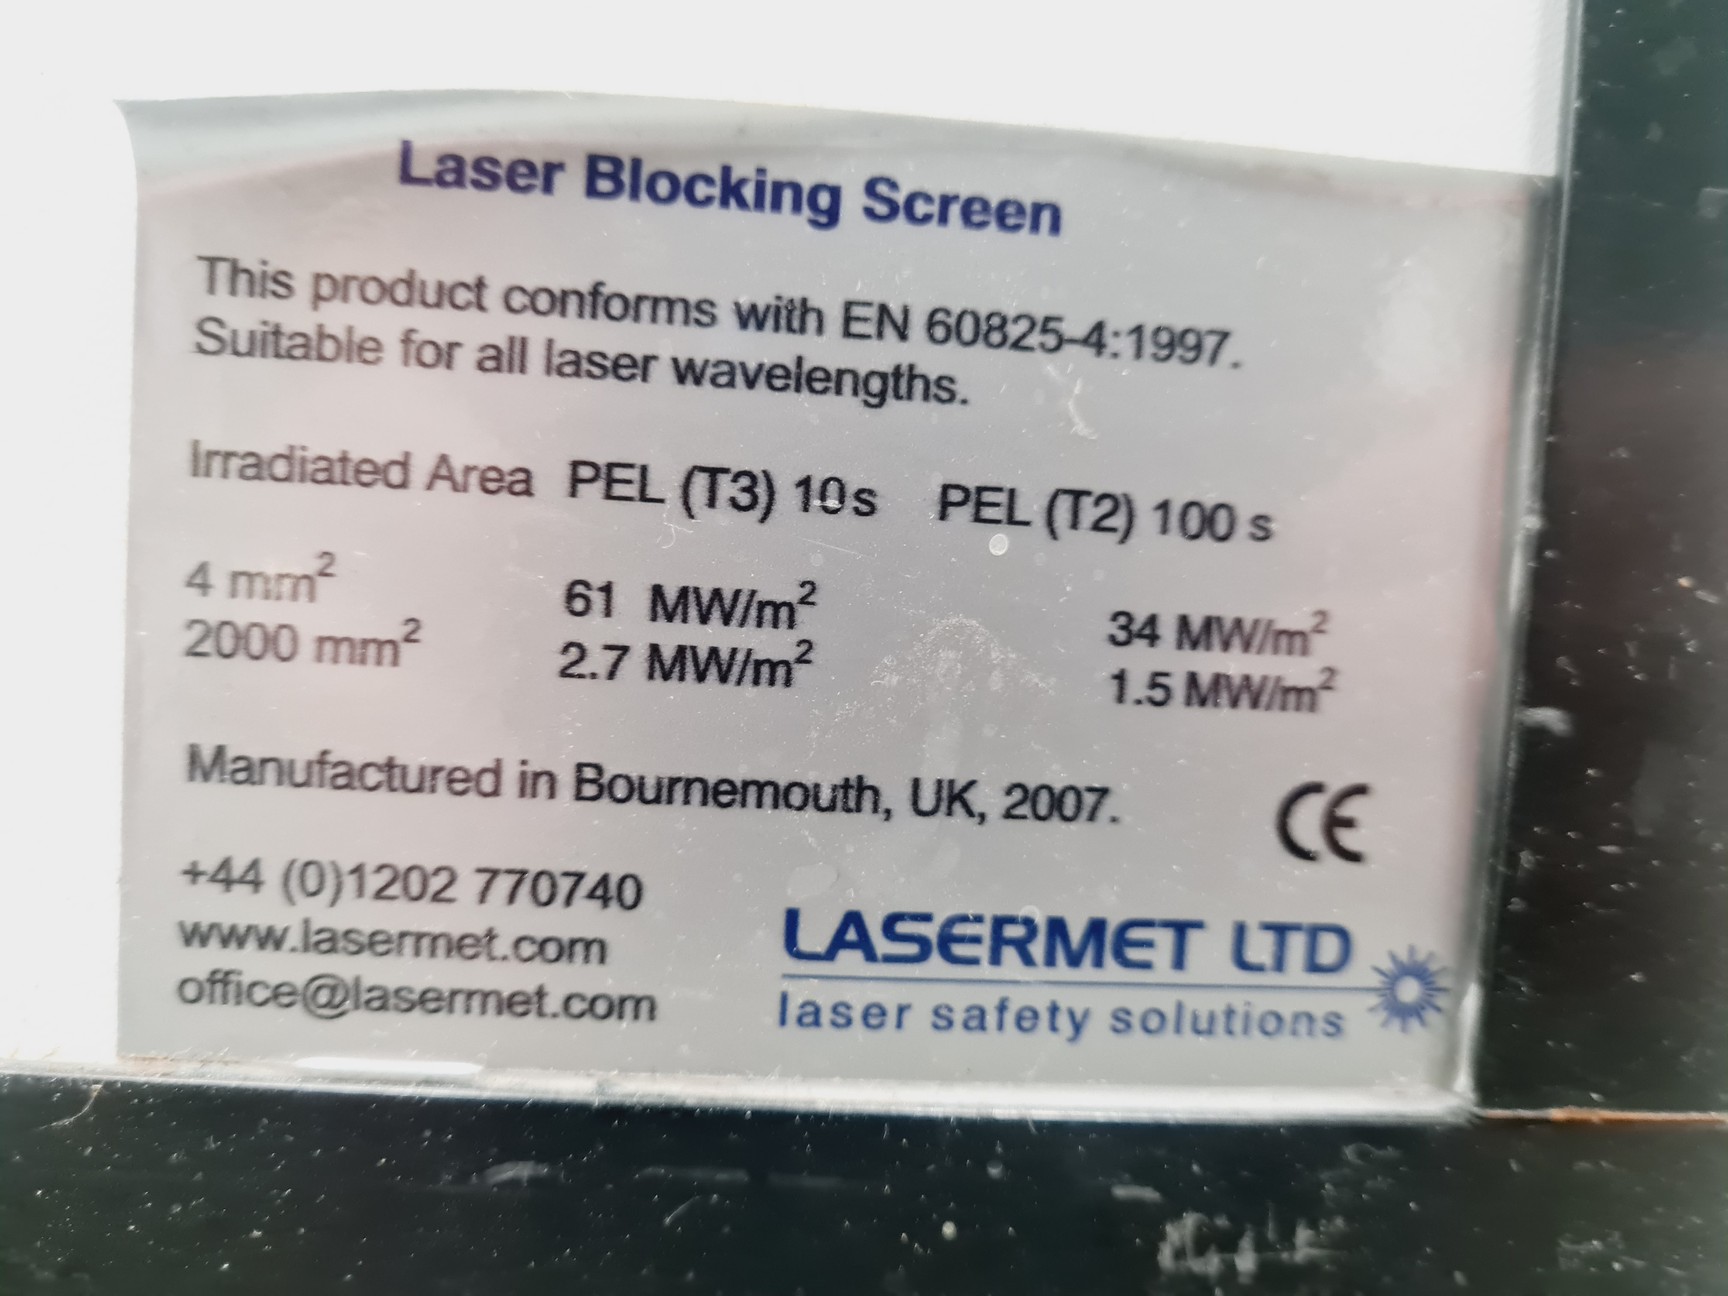 Laser Blocking Screen
This product conforms with EN 60825-4:1997.
Suitable for all laser wavelengths.
Irradiated Area PEL (T3) 10s PEL (T2) 100 s
4 mm² 61 MW/m² 34 MW/m²
2000 mm² 2.7 MW/m² 1.5 MW/m²
Manufactured in Bournemouth, UK, 2007.
CE
+44 (0)1202 770740
www.lasermet.com
office@lasermet.com
LASERMET LTD
laser safety solutions